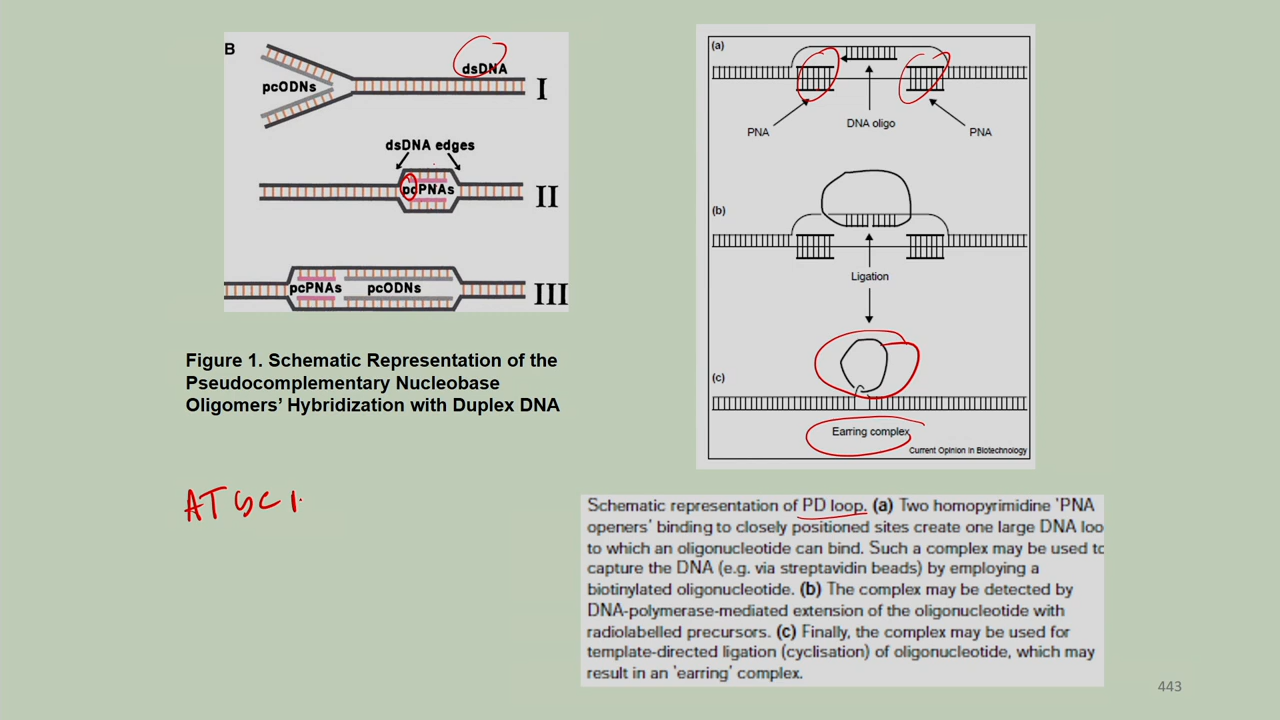 B
dsDNA
pcODNs
I
dsDNA edges
pcPNAs
II
pcPNAs
pcODNs
III
Figure 1. Schematic Representation of the
Pseudocomplementary Nucleobase
Oligomers' Hybridization with Duplex DNA
ATGC
(a)
PNA
DNA oligo
PNA
(b)
Ligation
(c)
Earring complex
Current Opinion in Biotechnology
Schematic representation of PD loop. (a) Two homopyrimidine 'PNA
openers' binding to closely positioned sites create one large DNA loo
to which an oligonucleotide can bind. Such a complex may be used to
capture the DNA (e.g. via streptavidin beads) by employing a
biotinylated oligonucleotide. (b) The complex may be detected by
DNA-polymerase-mediated extension of the oligonucleotide with
radiolabelled precursors. (c) Finally, the complex may be used for
template-directed ligation (cyclisation) of oligonucleotide, which may
result in an 'earring' complex.
443